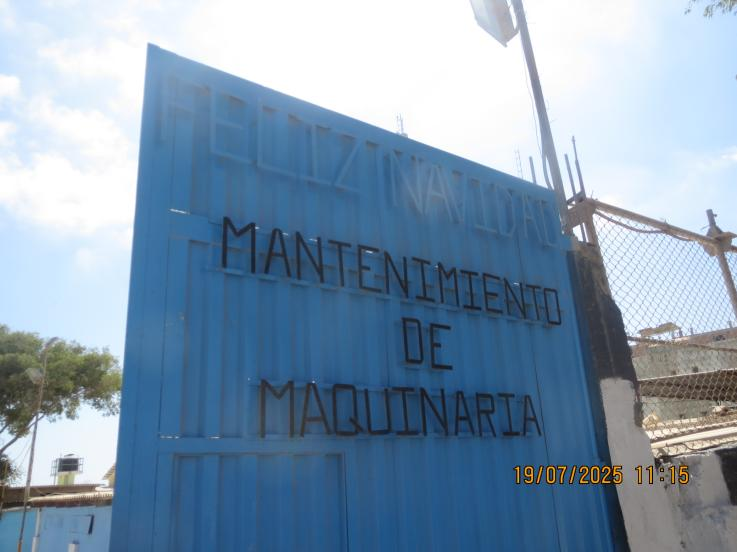 FELIZ NAVIDAD
MANTENIMIENTO
DE
MAQUINARIA
19/07/2025 11:15